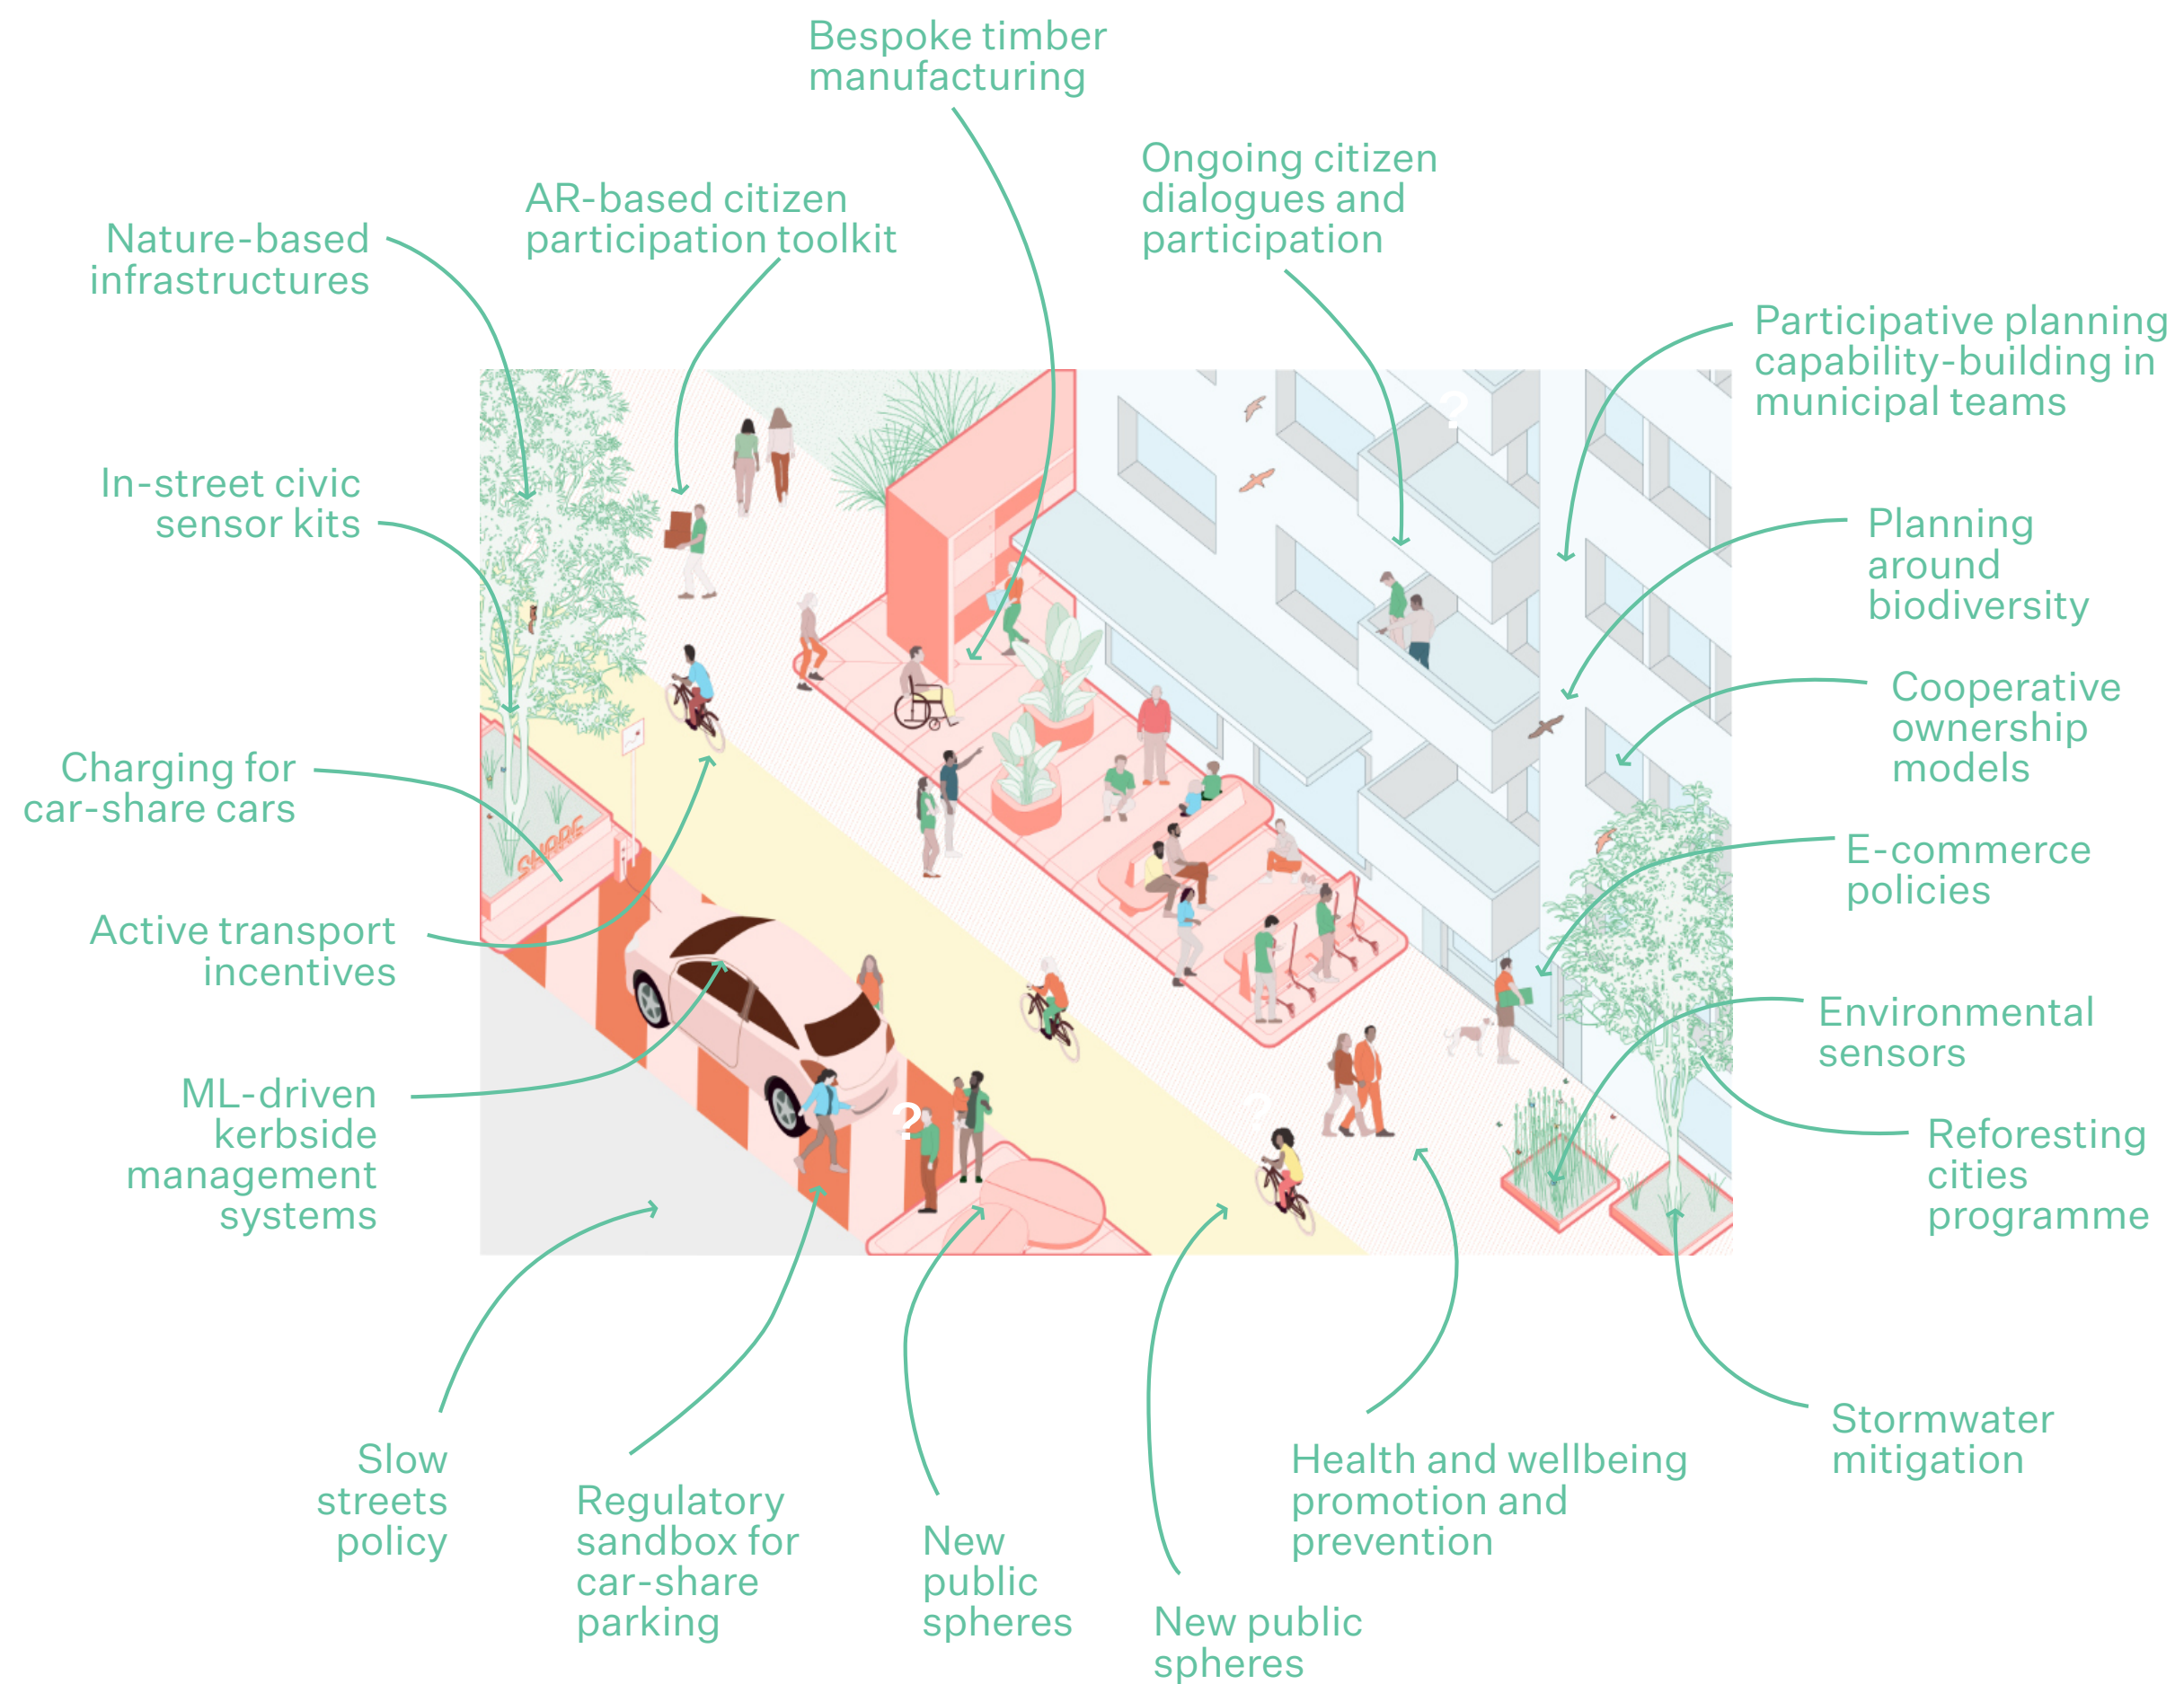 Bespoke timber
manufacturing
Ongoing citizen
dialogues and
participation
AR-based citizen
participation toolkit
Nature-based
infrastructures
Participative planning
capability-building in
municipal teams
In-street civic
sensor kits
Planning
around
biodiversity
Cooperative
ownership
models
Charging for
car-share cars
SHARE
E-commerce
policies
Active transport
incentives
Environmental
sensors
ML-driven
kerbside
management
systems
Reforesting
cities
programme
?
?
?
Stormwater
mitigation
Slow
streets
policy
Regulatory
sandbox for
car-share
parking
New
public
spheres
New public
spheres
Health and wellbeing
promotion and
prevention